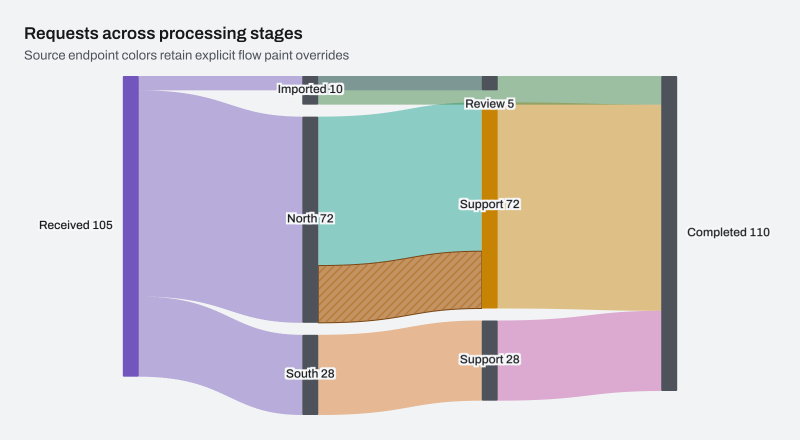 Requests across processing stages
Source endpoint colors retain explicit flow paint overrides
Imported 10
Review 5
Support 72
North 72
Received 105
Completed 110
Support 28
South 28